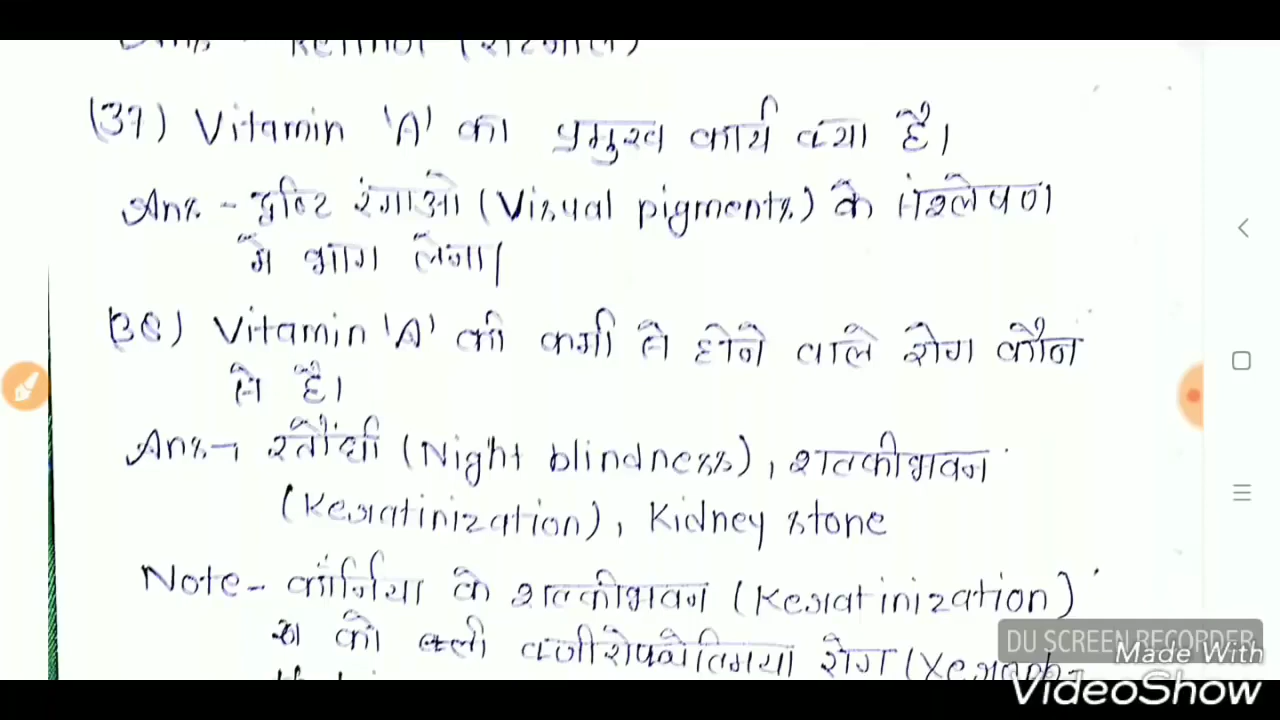 Retinol (रेटिनॉल)
(37) Vitamin 'A' का प्रमुख कार्य क्या है।
Ans - दृष्टि रंगाओ (Visual pigments) के संश्लेषण
मे भाग लेना।
(38) Vitamin 'A' की कमी से होने वाले रोग कौन
से है।
Ans - रतौंधी (Night blindness), शल्कीभवन
(Keratinization), Kidney stone
Note - कॉर्निया के शल्कीभवन (Keratinization)
को रोग
DU SCREEN RECORDER
Made With
VideoShow